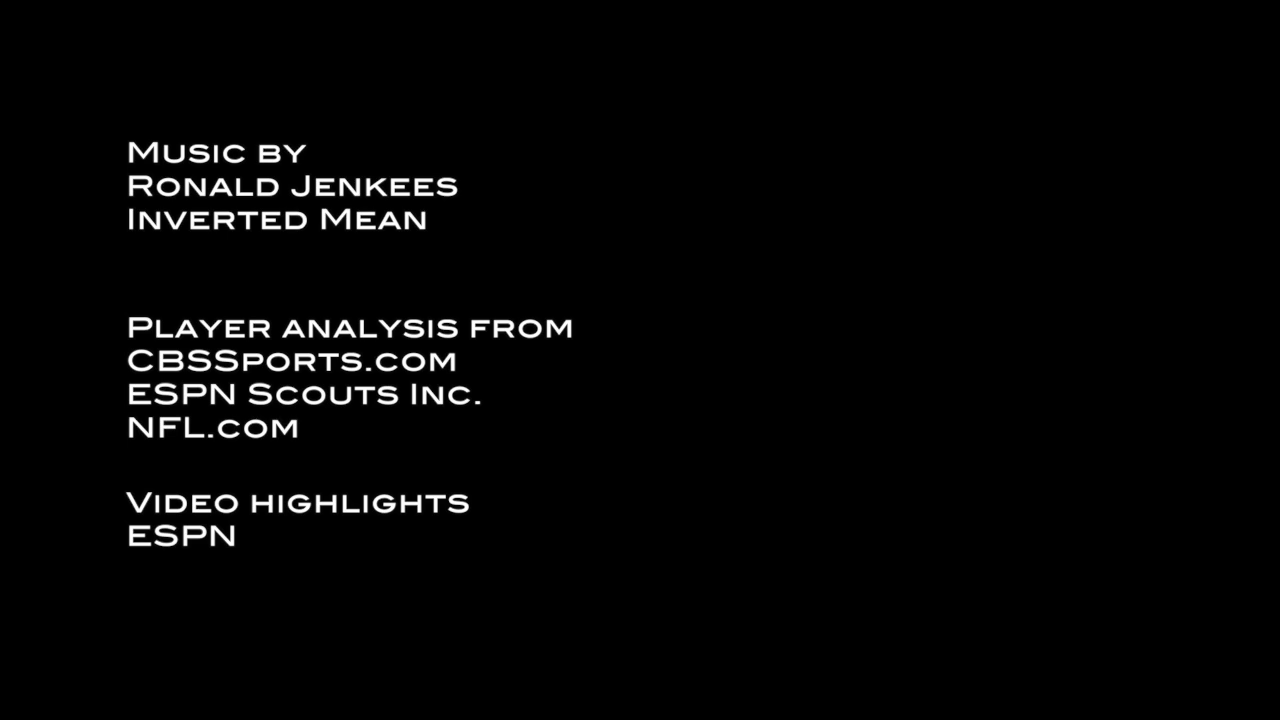 Music by
Ronald Jenkees
Inverted Mean
Player analysis from
CBSSports.com
ESPN Scouts Inc.
NFL.com
Video highlights
ESPN